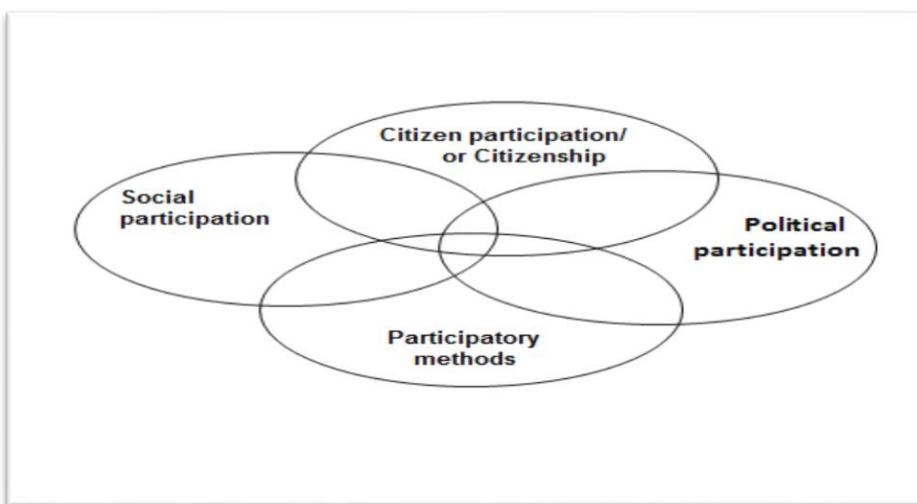 Citizen participation/
or Citizenship
Social
participation
Political
participation
Participatory
methods